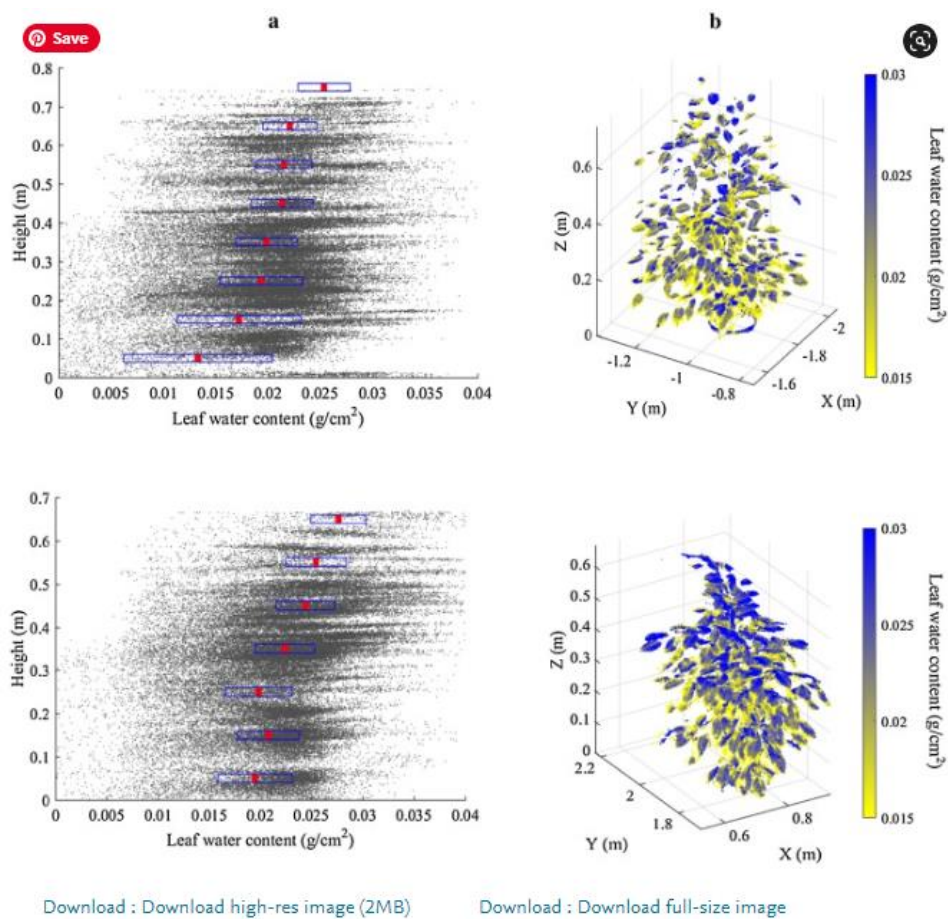 a
b
Save
0.8
0.7
0.6
0.5
0.4
0.3
0.2
0.1
0
Height (m)
0 0.005 0.01 0.015 0.02 0.025 0.03 0.035 0.04
Leaf water content (g/cm²)
0.6
0.4
0.2
0
Z (m)
-1.2
-1
-0.8
Y (m)
-2
-1.8
-1.6
X (m)
0.03
0.025
0.02
0.015
Leaf water content (g/cm²)
0.7
0.6
0.5
0.4
0.3
0.2
0.1
0
Height (m)
0 0.005 0.01 0.015 0.02 0.025 0.03 0.035 0.04
Leaf water content (g/cm²)
0.6
0.5
0.4
0.3
0.2
0.1
0
Z (m)
2.2
2
1.8
Y (m)
0.6
0.8
X (m)
0.03
0.025
0.02
0.015
Leaf water content (g/cm²)
Download : Download high-res image (2MB)
Download : Download full-size image